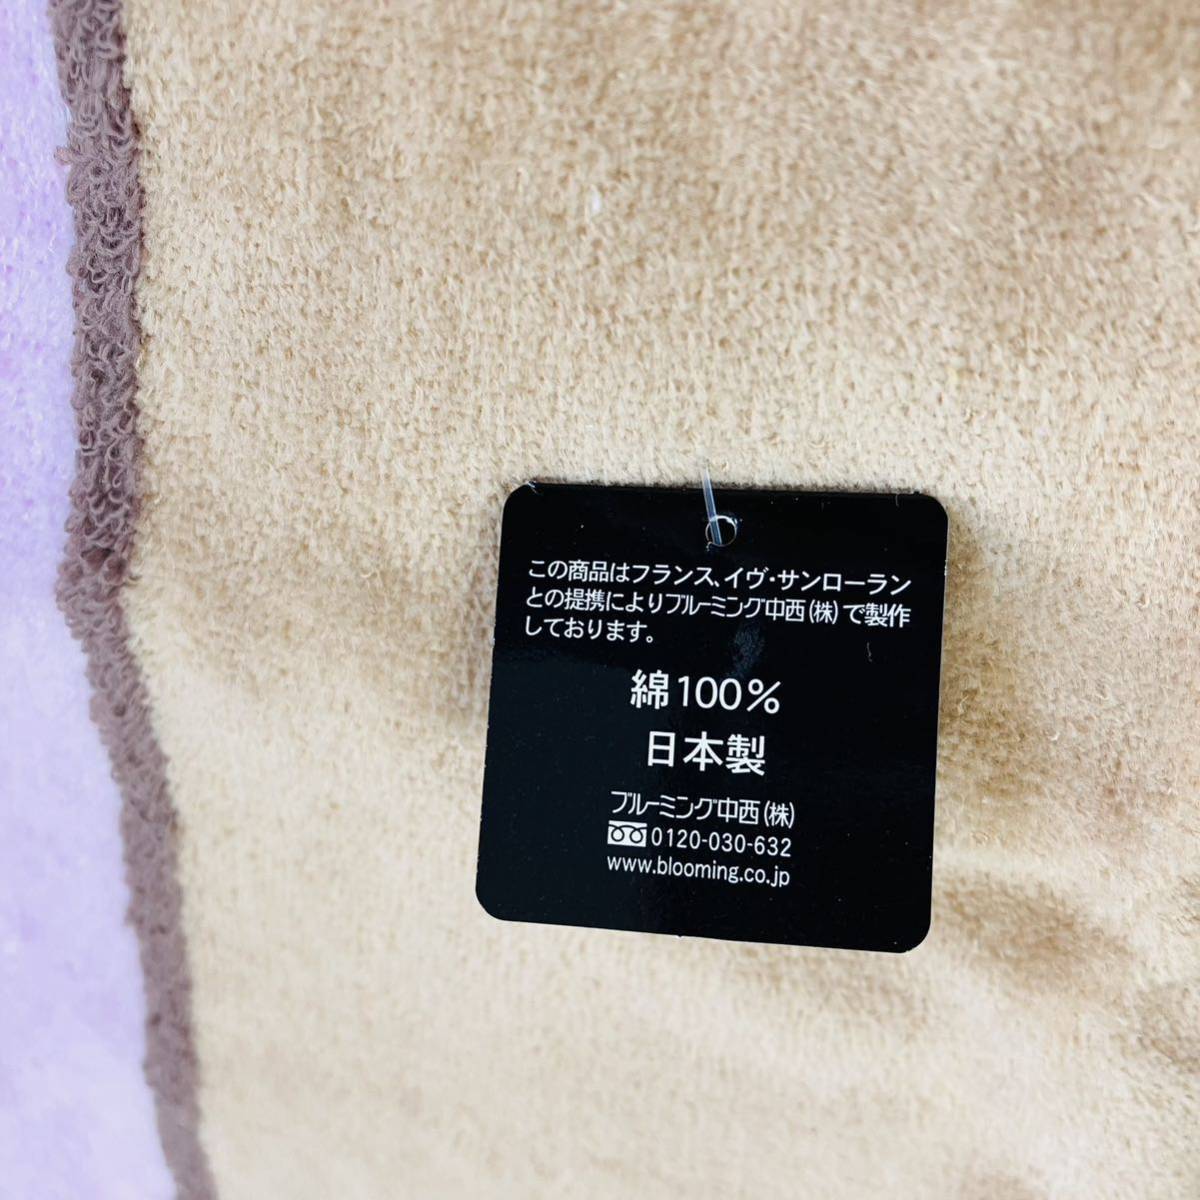 この商品はフランス、イヴ・サンローラン
との提携によりブルーミング中西(株)で製作
しております。
綿100%
日本製
ブルーミング中西(株)
0120-030-632
www.blooming.co.jp